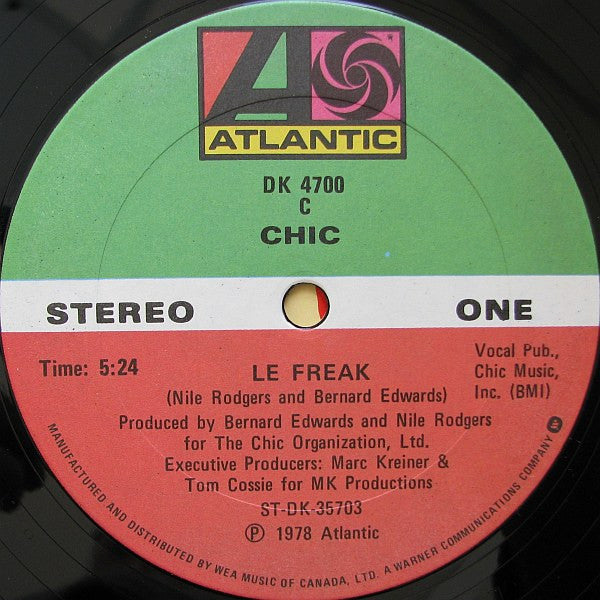 ATLANTIC
DK 4700
C
CHIC
STEREO
ONE
Time: 5:24
Vocal Pub.,
Chic Music,
Inc. (BMI)
LE FREAK
(Nile Rodgers and Bernard Edwards)
Produced by Bernard Edwards and Nile Rodgers
for The Chic Organization, Ltd.
Executive Producers: Marc Kreiner &
Tom Cossie for MK Productions
ST-DK-35703
Ⓟ 1978 Atlantic
MANUFACTURED AND DISTRIBUTED BY WEA MUSIC OF CANADA, LTD. A WARNER COMMUNICATIONS COMPANY